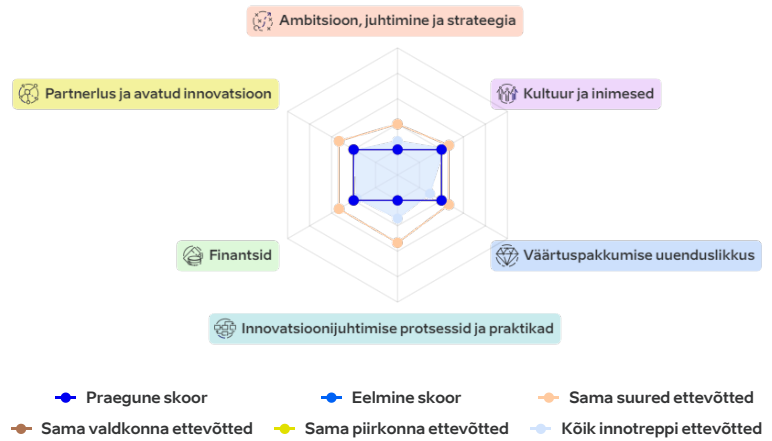 Ambitsioon, juhtimine ja strateegia
Partnerlus ja avatud innovatsioon
Kultuur ja inimesed
Finantsid
Väärtuspakkumise uuenduslikkus
Innovatsioonijuhtimise protsessid ja praktikad
Praegune skoor
Eelmine skoor
Sama suured ettevõtted
Sama valdkonna ettevõtted
Sama piirkonna ettevõtted
Kõik innotreppi ettevõtted